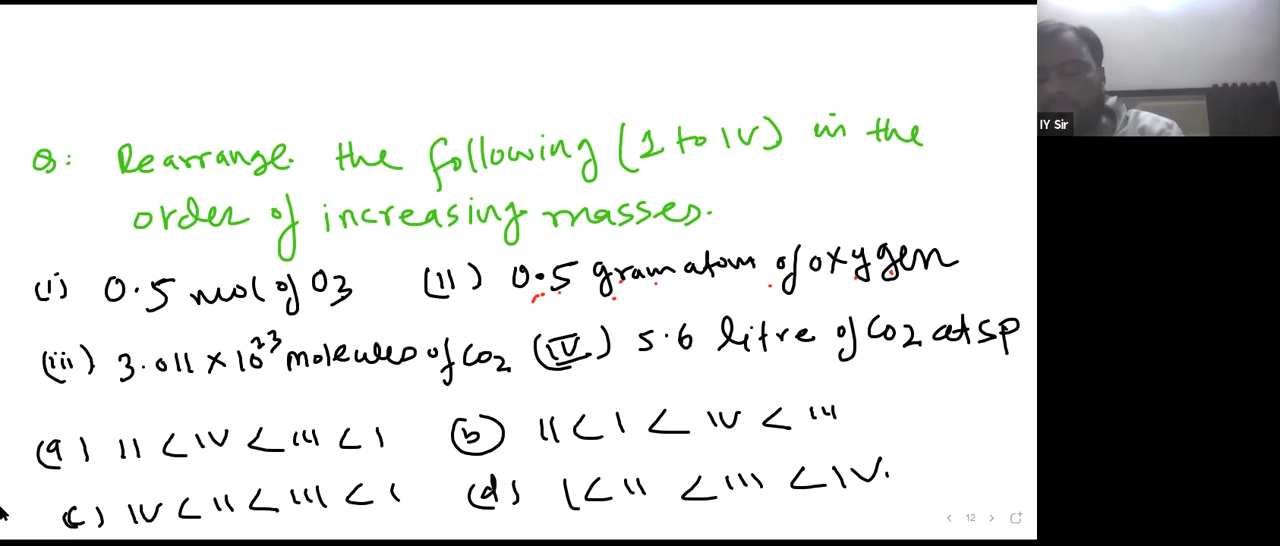 Q: Rearrange. the following (1 to IV) in the
order of increasing masses.
(i) 0.5 mol of O3 (II) 0.5 gram atom of oxygen
(iii) 3.011 × 10^23 molecules of CO2 (IV) 5.6 litre of CO2 at SP
(a) II < IV < III < I (b) II < I < IV < III
(c) IV < II < III < I (d) I < II < III < IV.
< 12 >
IY Sir